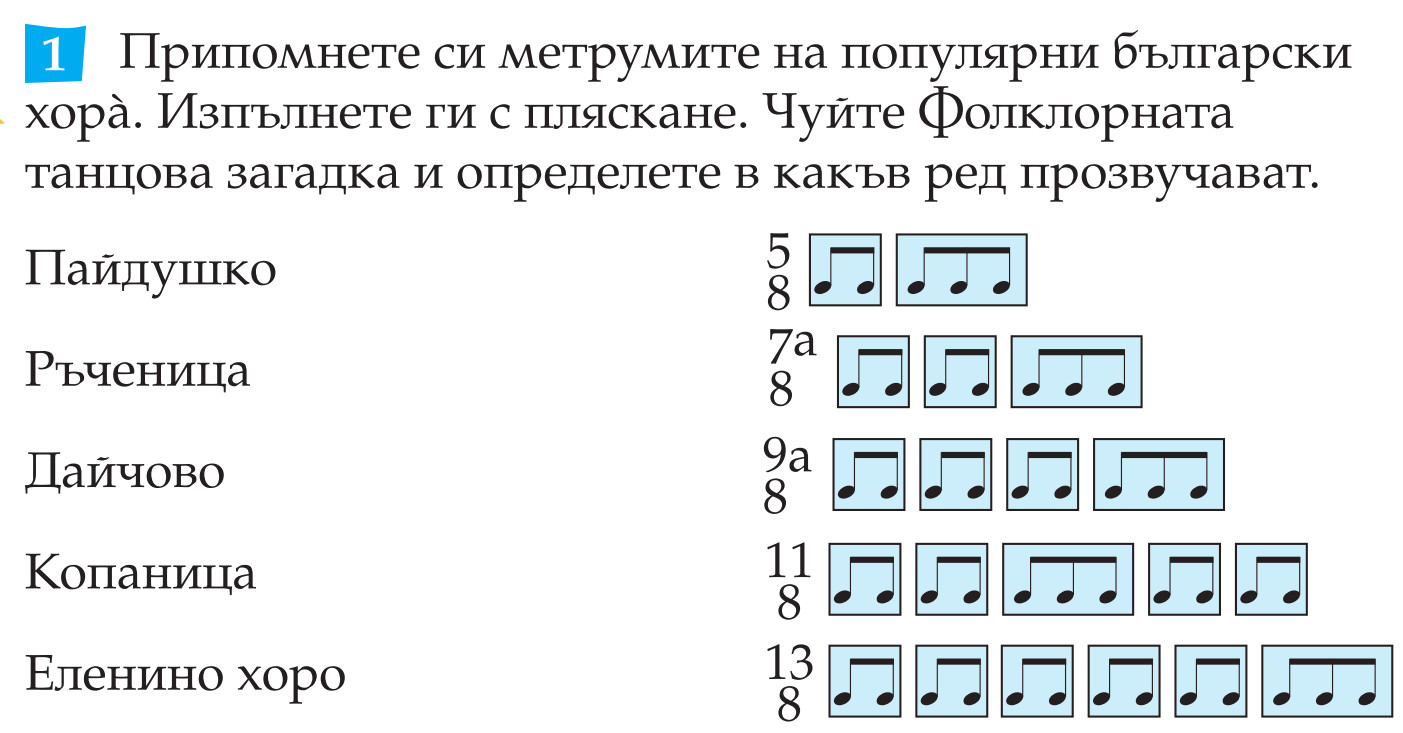 1 Припомнете си метрумите на популярни български
хорà. Изпълнете ги с пляскане. Чуйте Фолклорната
танцова загадка и определете в какъв ред прозвучават.
Пайдушко 5
8
Ръченица 7а
8
Дайчово 9а
8
Копаница 11
8
Еленино хоро 13
8